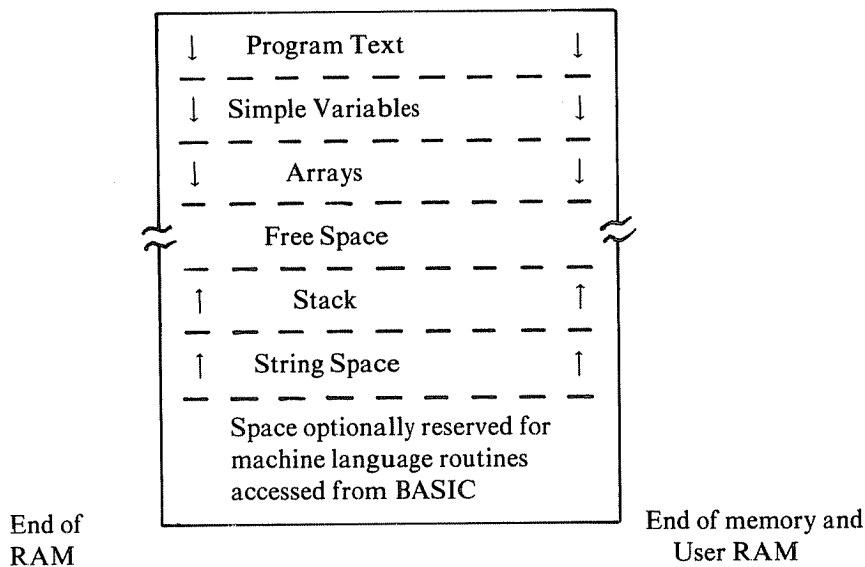 ↓ Program Text ↓
↓ Simple Variables ↓
↓ Arrays ↓
Free Space
↑ Stack ↑
↑ String Space ↑
Space optionally reserved for
machine language routines
accessed from BASIC
End of
RAM
End of memory and
User RAM